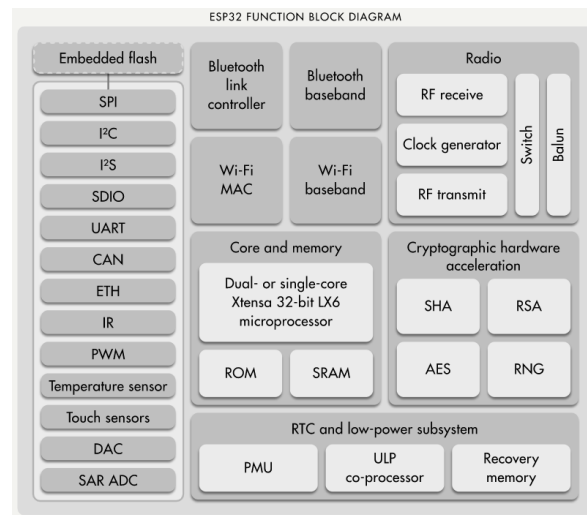 ESP32 FUNCTION BLOCK DIAGRAM
Embedded flash
SPI
I²C
I²S
SDIO
UART
CAN
ETH
IR
PWM
Temperature sensor
Touch sensors
DAC
SAR ADC
Bluetooth
link
controller
Bluetooth
baseband
Wi-Fi
MAC
Wi-Fi
baseband
Radio
RF receive
Clock generator
RF transmit
Switch
Balun
Core and memory
Dual- or single-core
Xtensa 32-bit LX6
microprocessor
ROM
SRAM
Cryptographic hardware
acceleration
SHA
RSA
AES
RNG
RTC and low-power subsystem
PMU
ULP
co-processor
Recovery
memory